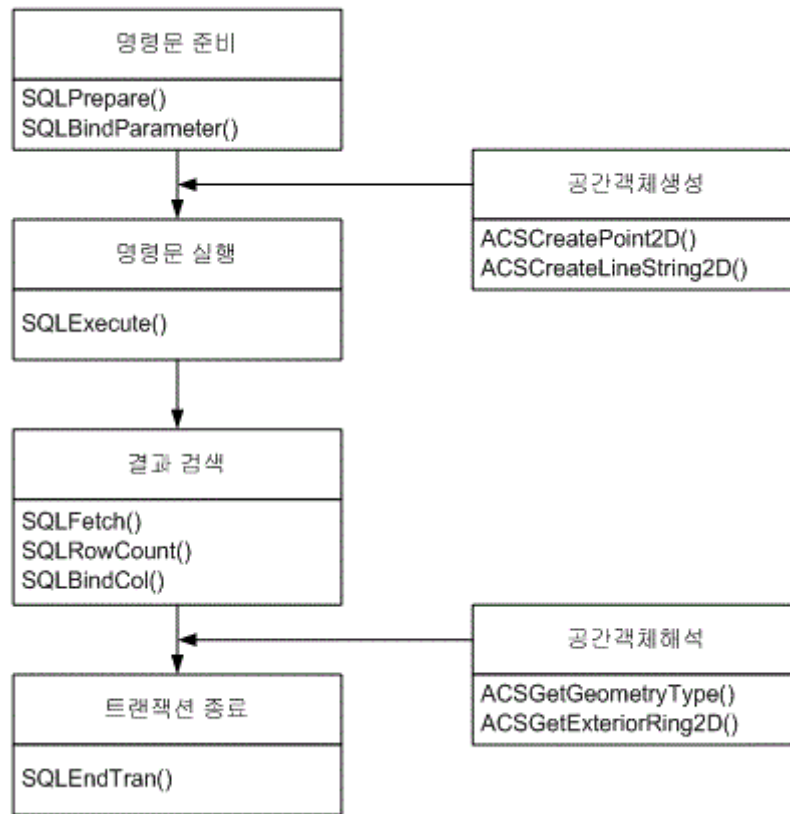 명령문 준비
SQLPrepare()
SQLBindParameter()
공간객체생성
ACSCreatePoint2D()
ACSCreateLineString2D()
명령문 실행
SQLExecute()
결과 검색
SQLFetch()
SQLRowCount()
SQLBindCol()
공간객체해석
ACSGetGeometryType()
ACSGetExteriorRing2D()
트랜잭션 종료
SQLEndTran()